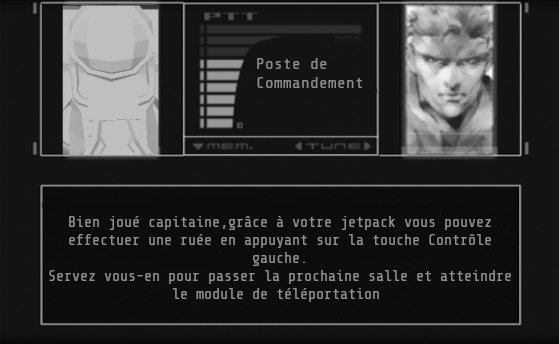 PTT
Poste de
Commandement
MEM.
TUNE
Bien joué capitaine,grâce à votre jetpack vous pouvez
effectuer une ruée en appuyant sur la touche Contrôle
gauche.
Servez vous-en pour passer la prochaine salle et atteindre
le module de téléportation